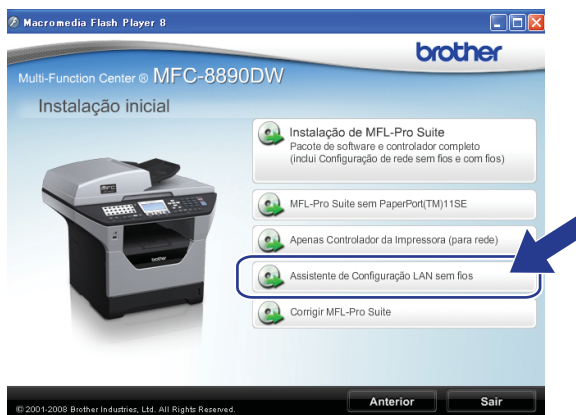 Macromedia Flash Player 8
brother
Multi-Function Center ® MFC-8890DW
Instalação inicial
Instalação de MFL-Pro Suite
Pacote de software e controlador completo
(inclui Configuração de rede sem fios e com fios)
MFL-Pro Suite sem PaperPort(TM)11SE
Apenas Controlador da Impressora (para rede)
Assistente de Configuração LAN sem fios
Corrigir MFL-Pro Suite
Anterior
Sair
© 2001-2008 Brother Industries, Ltd. All Rights Reserved.